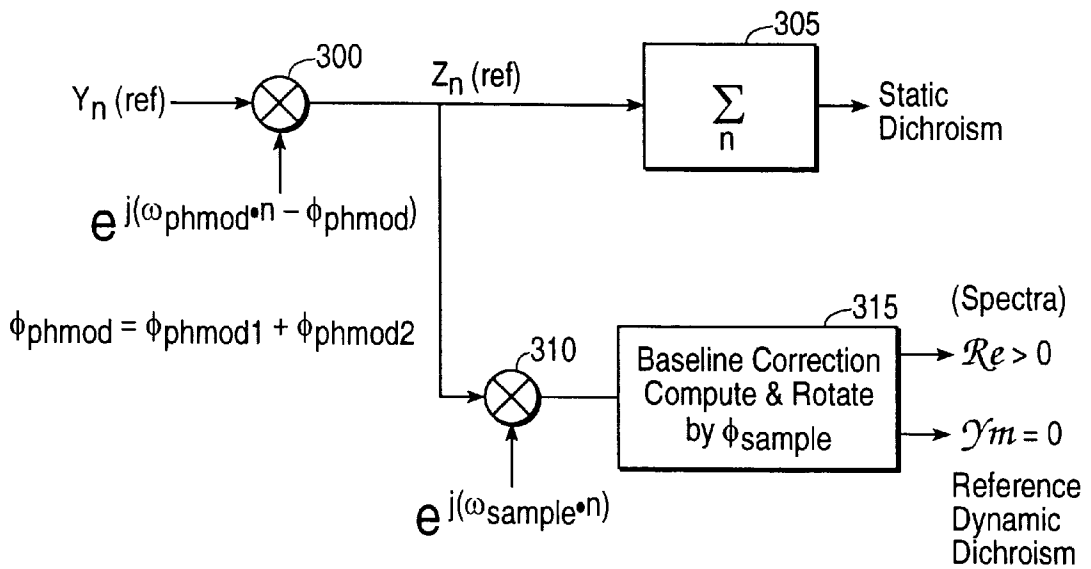 300
305
Yn (ref)
Zn (ref)
Σ
n
Static
Dichroism
e j(ωphmod•n – ϕphmod)
ϕphmod = ϕphmod1 + ϕphmod2
310
315
Baseline Correction
Compute & Rotate
by ϕsample
(Spectra)
ℛe > 0
𝒴m = 0
e j(ωsample•n)
Reference
Dynamic
Dichroism